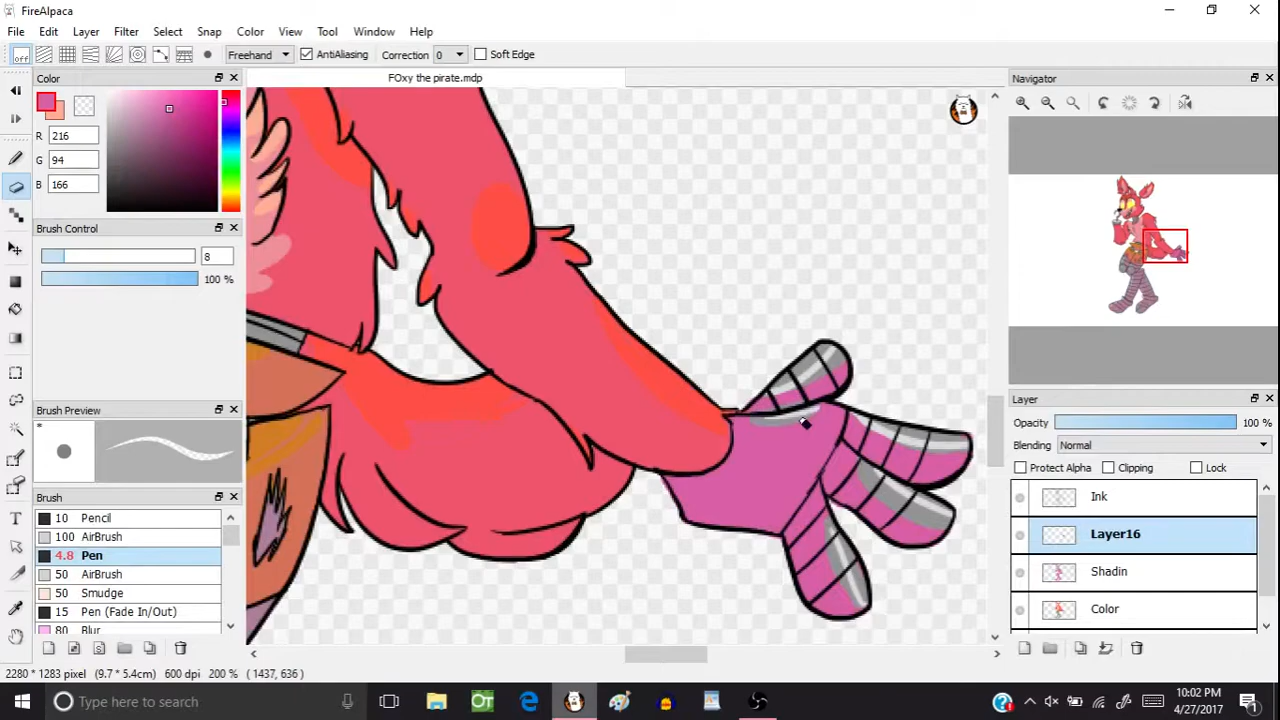 FireAlpaca
File Edit Layer Filter Select Snap Color View Tool Window Help
off Freehand AntiAliasing Correction 0 Soft Edge
Color
FOxy the pirate.mdp
Navigator
R 216
G 94
B 166
Brush Control
8
100 %
Brush Preview
*
Brush
10 Pencil
100 AirBrush
4.8 Pen
50 AirBrush
50 Smudge
15 Pen (Fade In/Out)
80 Blur
Layer
Opacity 100 %
Blending Normal
Protect Alpha Clipping Lock
Ink
Layer16
Shadin
Color
2280 * 1283 pixel (9.7 * 5.4cm) 600 dpi 200 % ( 1437, 636 )
Type here to search
OT
10:02 PM
4/27/2017
1